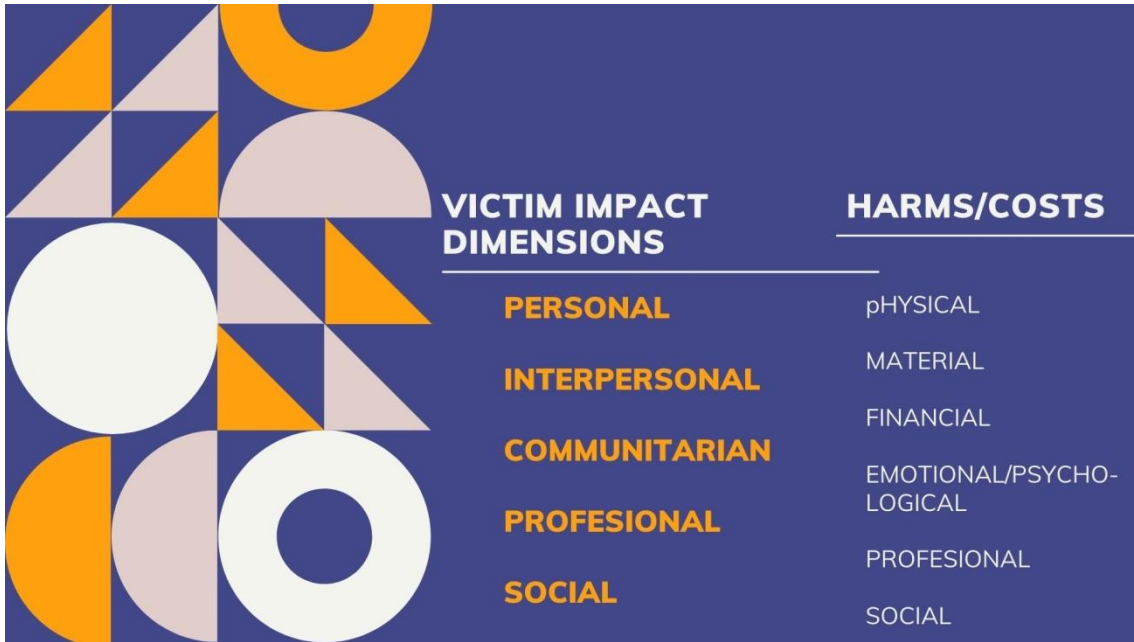 VICTIM IMPACT
DIMENSIONS
PERSONAL
INTERPERSONAL
COMMUNITARIAN
PROFESIONAL
SOCIAL
HARMS/COSTS
pHYSICAL
MATERIAL
FINANCIAL
EMOTIONAL/PSYCHO-
LOGICAL
PROFESIONAL
SOCIAL